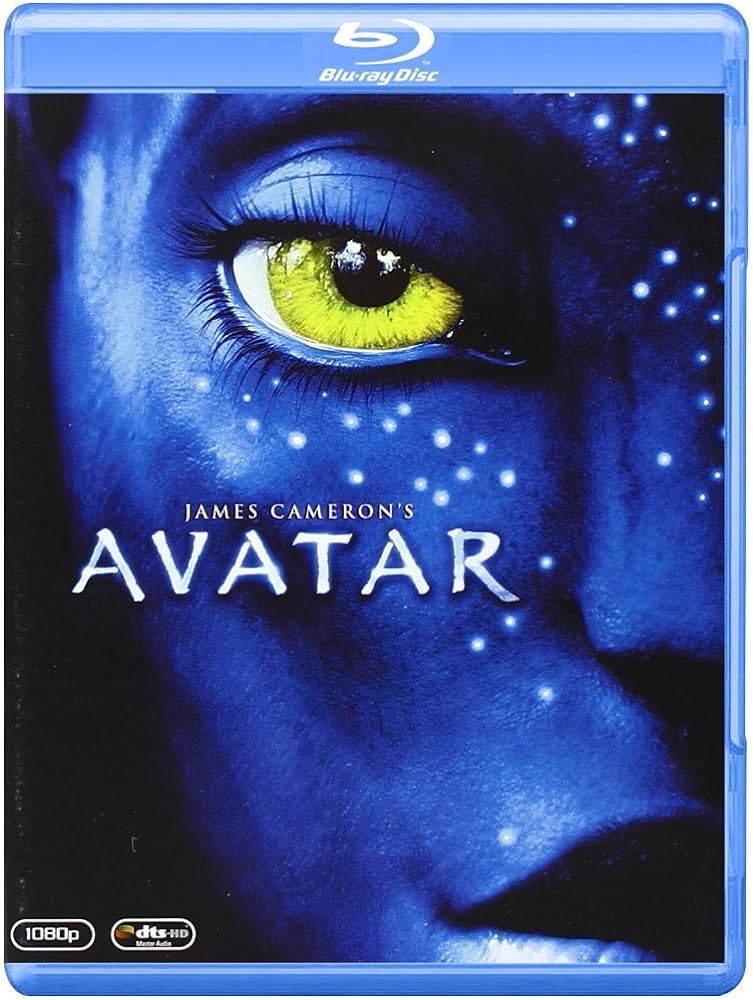 Blu-ray Disc
JAMES CAMERON'S
AVATAR
1080p
dts-HD
Master Audio